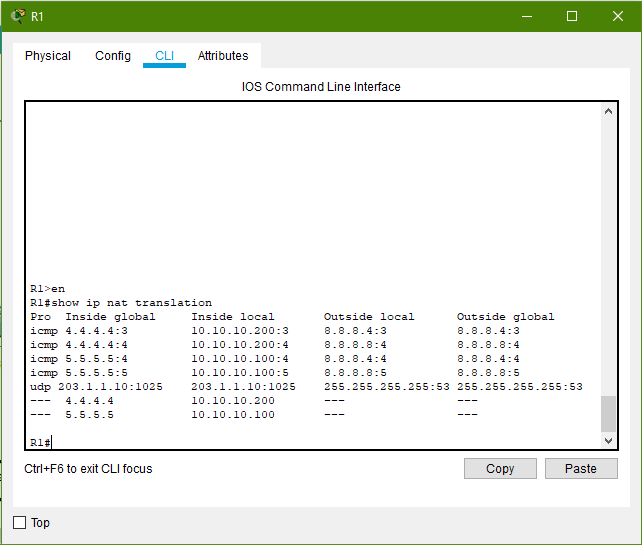 R1
Physical Config CLI Attributes
IOS Command Line Interface
R1>en
R1#show ip nat translation
Pro  Inside global     Inside local       Outside local      Outside global
icmp 4.4.4.4:3         10.10.10.200:3     8.8.8.4:3          8.8.8.4:3
icmp 4.4.4.4:4         10.10.10.200:4     8.8.8.8:4          8.8.8.8:4
icmp 5.5.5.5:4         10.10.10.100:4     4.4.4.4:4          4.4.4.4:4
icmp 5.5.5.5:5         10.10.10.100:5     8.8.8.8:5          8.8.8.8:5
udp 203.1.1.10:1025    203.1.1.10:1025    255.255.255.255:53 255.255.255.255:53
---  4.4.4.4           10.10.10.200       ---                ---
---  5.5.5.5           10.10.10.100       ---                ---
R1#
Ctrl+F6 to exit CLI focus
Copy Paste
Top